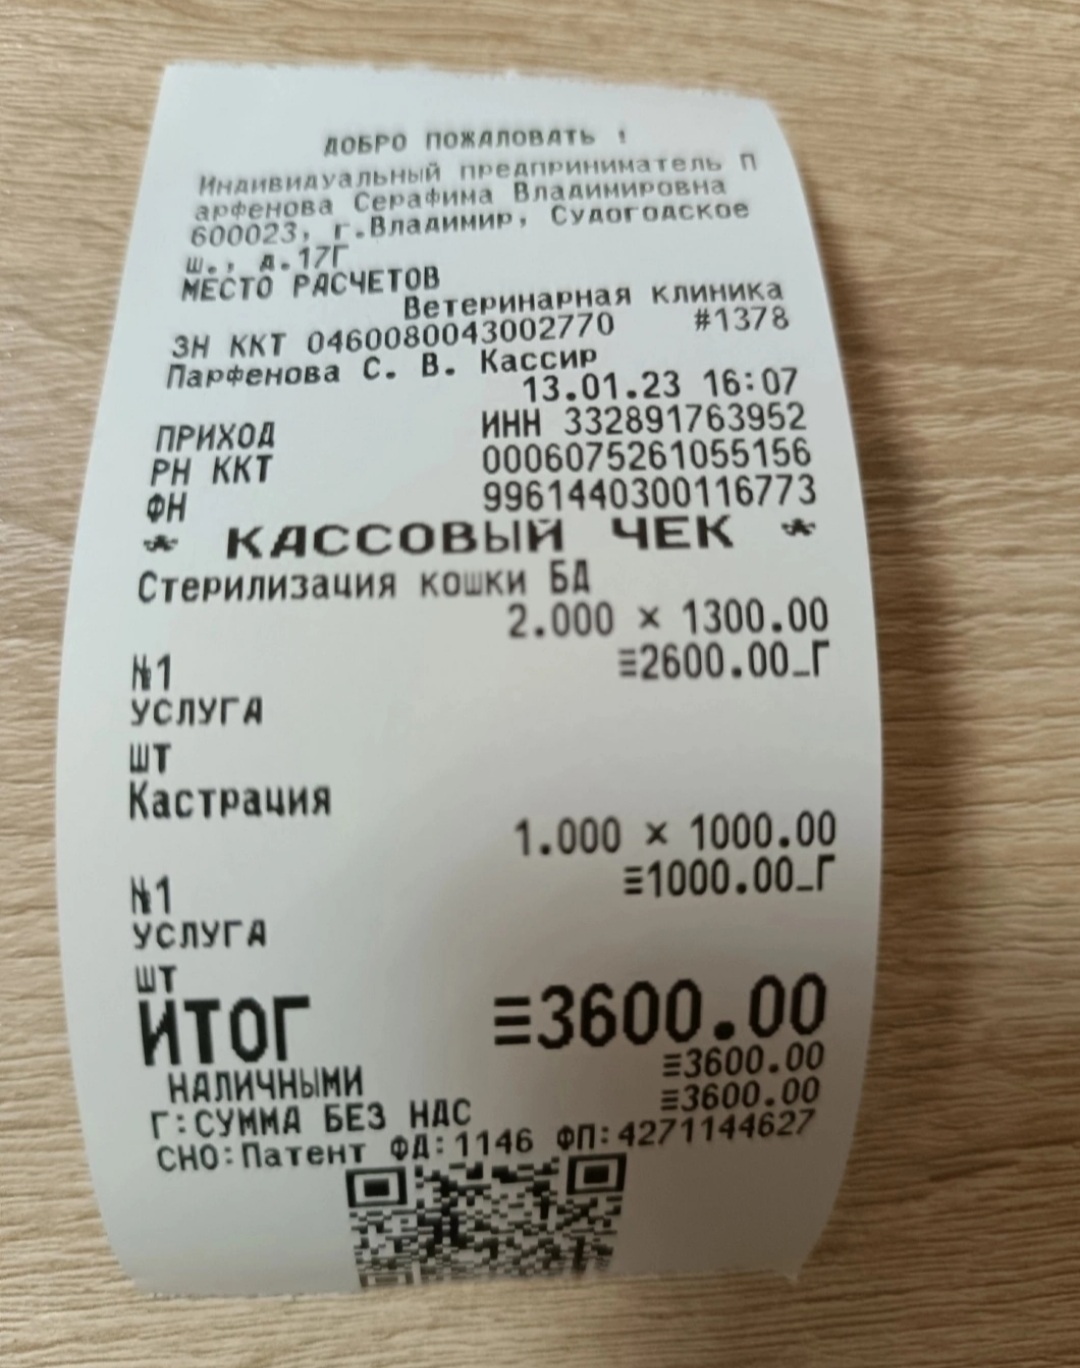 ДОБРО ПОЖАЛОВАТЬ !
Индивидуальный предприниматель П
арфенова Серафима Владимировна
600023, г.Владимир, Судогодское
ш., д.17Г
МЕСТО РАСЧЕТОВ
Ветеринарная клиника
ЗН ККТ 0460080043002770 #1378
Парфенова С. В. Кассир
13.01.23 16:07
ПРИХОД ИНН 332891763952
РН ККТ 0006075261055156
ФН 9961440300116773
* КАССОВЫЙ ЧЕК *
Стерилизация кошки БД
2.000 × 1300.00
№1 ≡2600.00_Г
УСЛУГА
ШТ
Кастрация
1.000 × 1000.00
№1 ≡1000.00_Г
УСЛУГА
ШТ
ИТОГ ≡3600.00
НАЛИЧНЫМИ ≡3600.00
Г:СУММА БЕЗ НДС ≡3600.00
СНО:Патент ФД:1146 ФП:4271144627